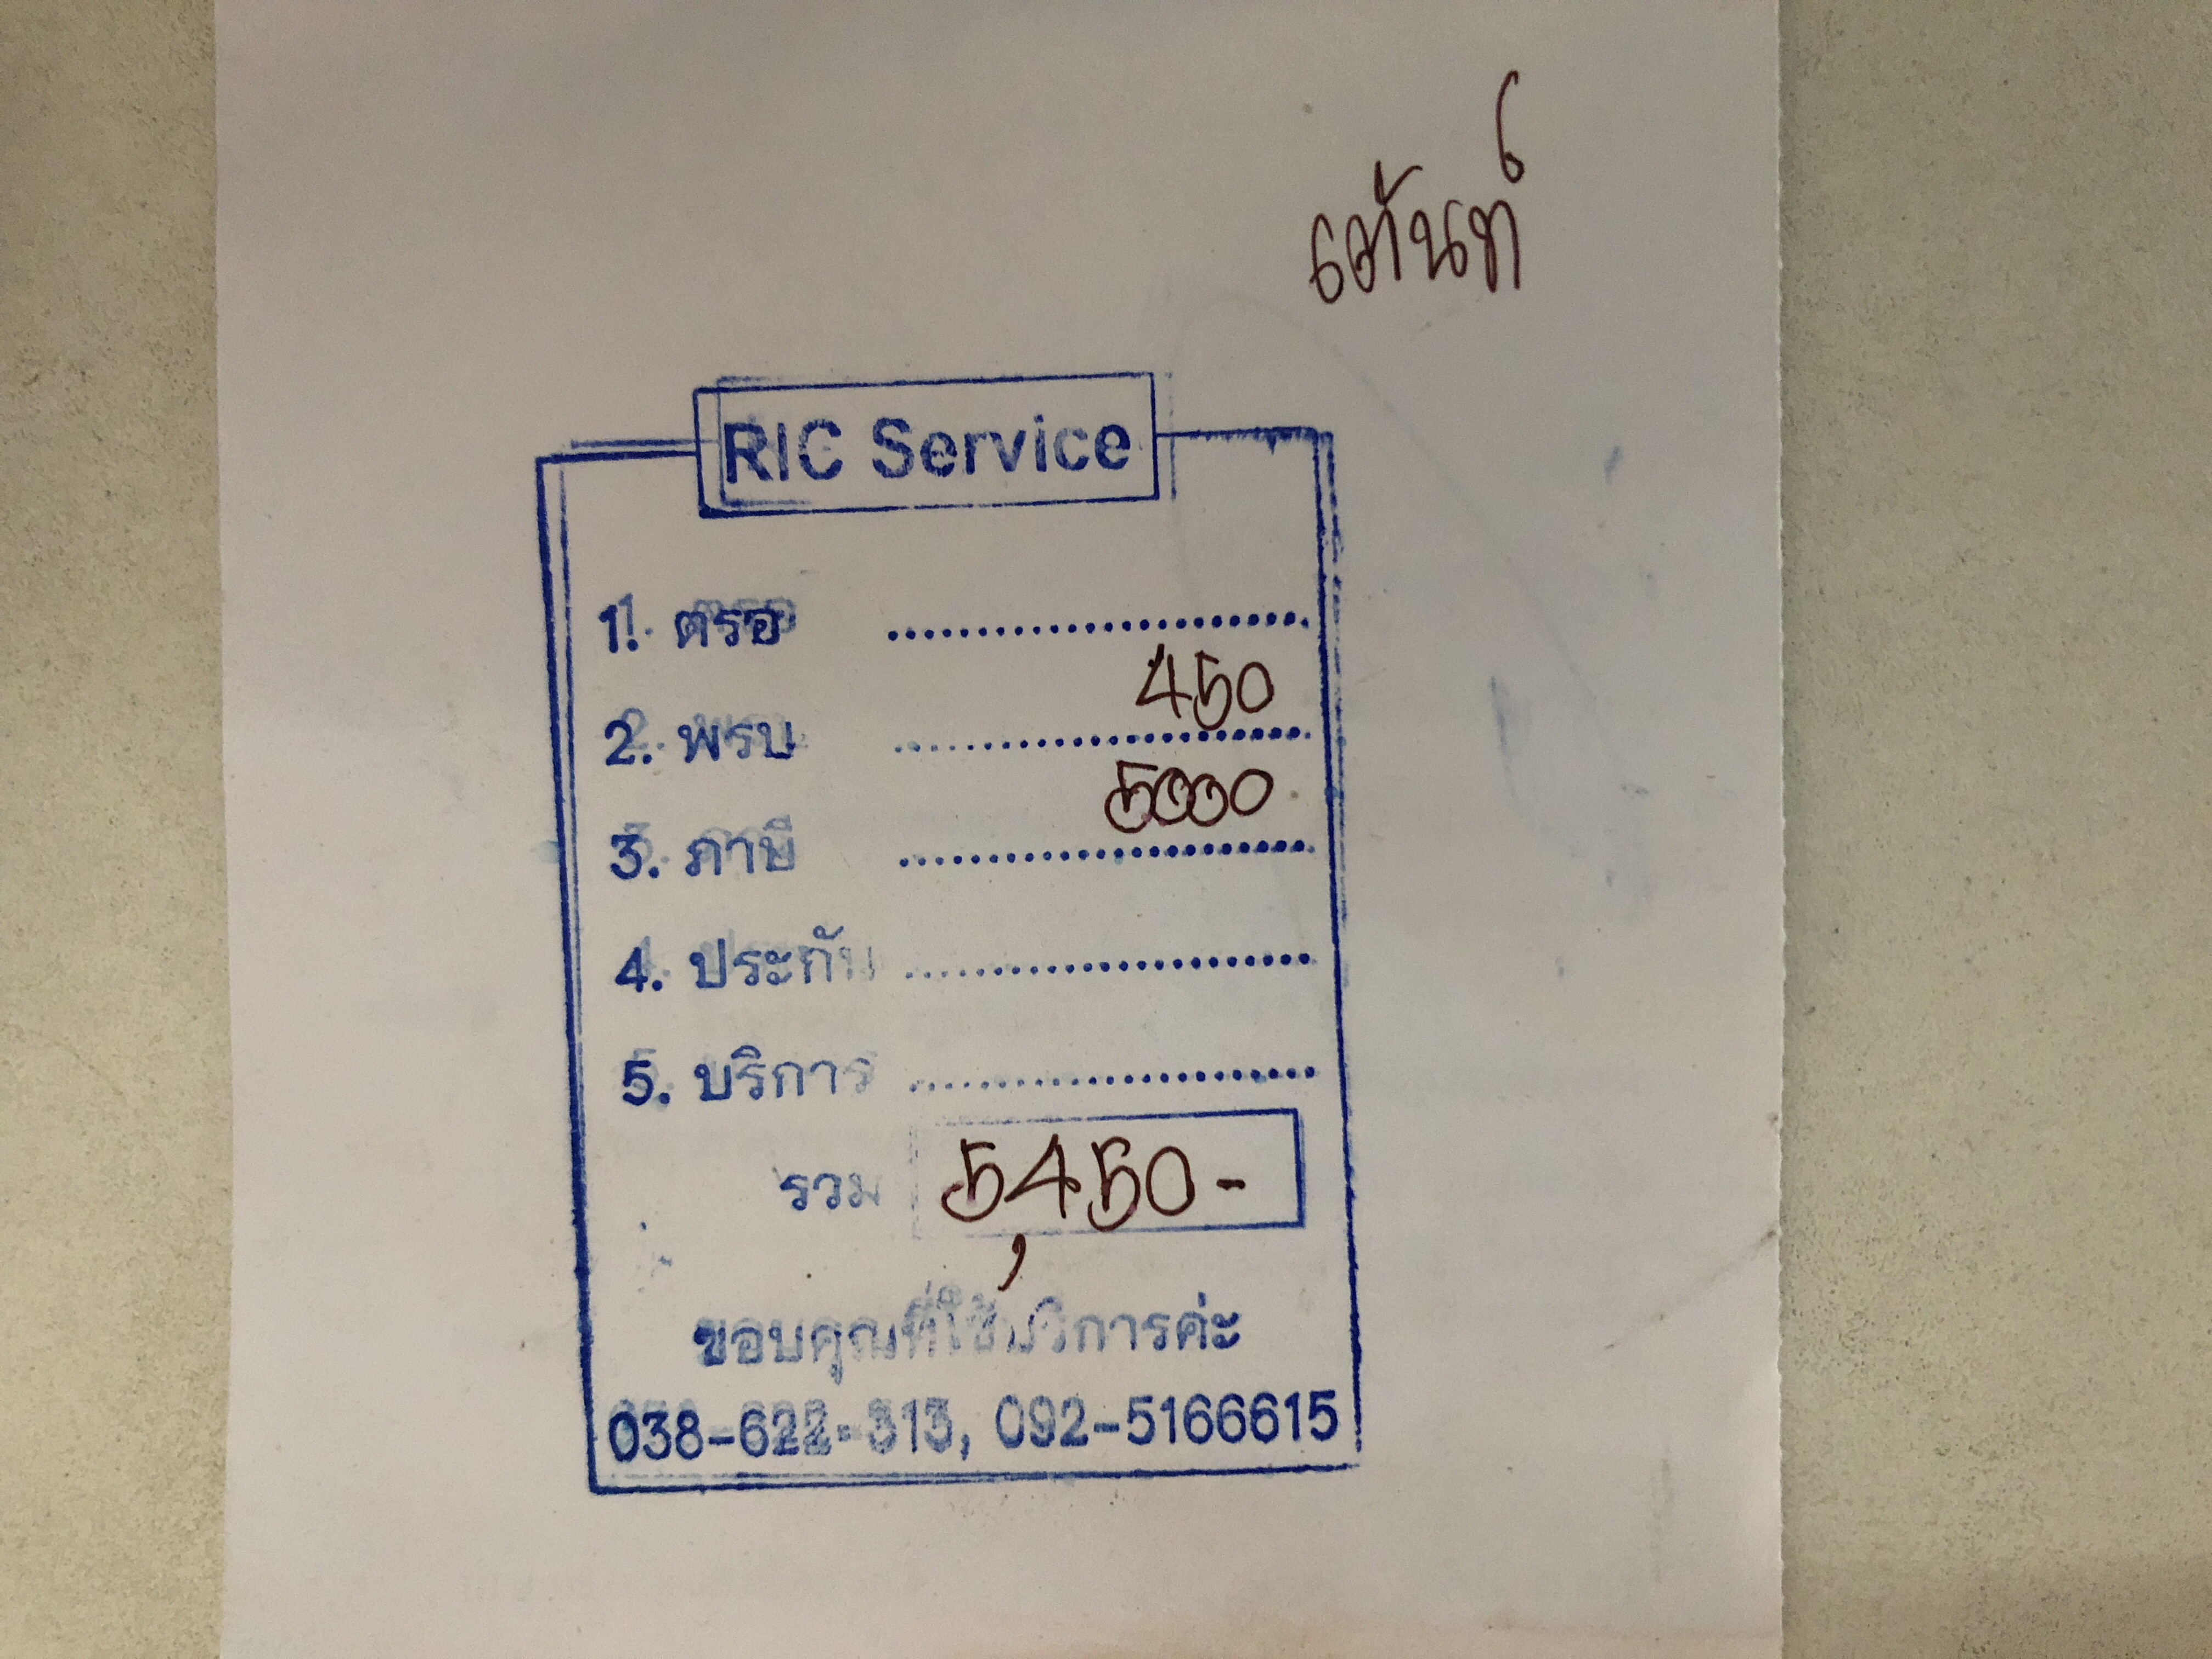 เต้นท์
RIC Service
1. ตรอ ........................
2. พรบ ........................ 450
3. ภาษี ........................ 5000
4. ประกัน ........................
5. บริการ ........................
รวม 5,450-
ขอบคุณที่ใช้บริการค่ะ
038-622-313, 092-5166615